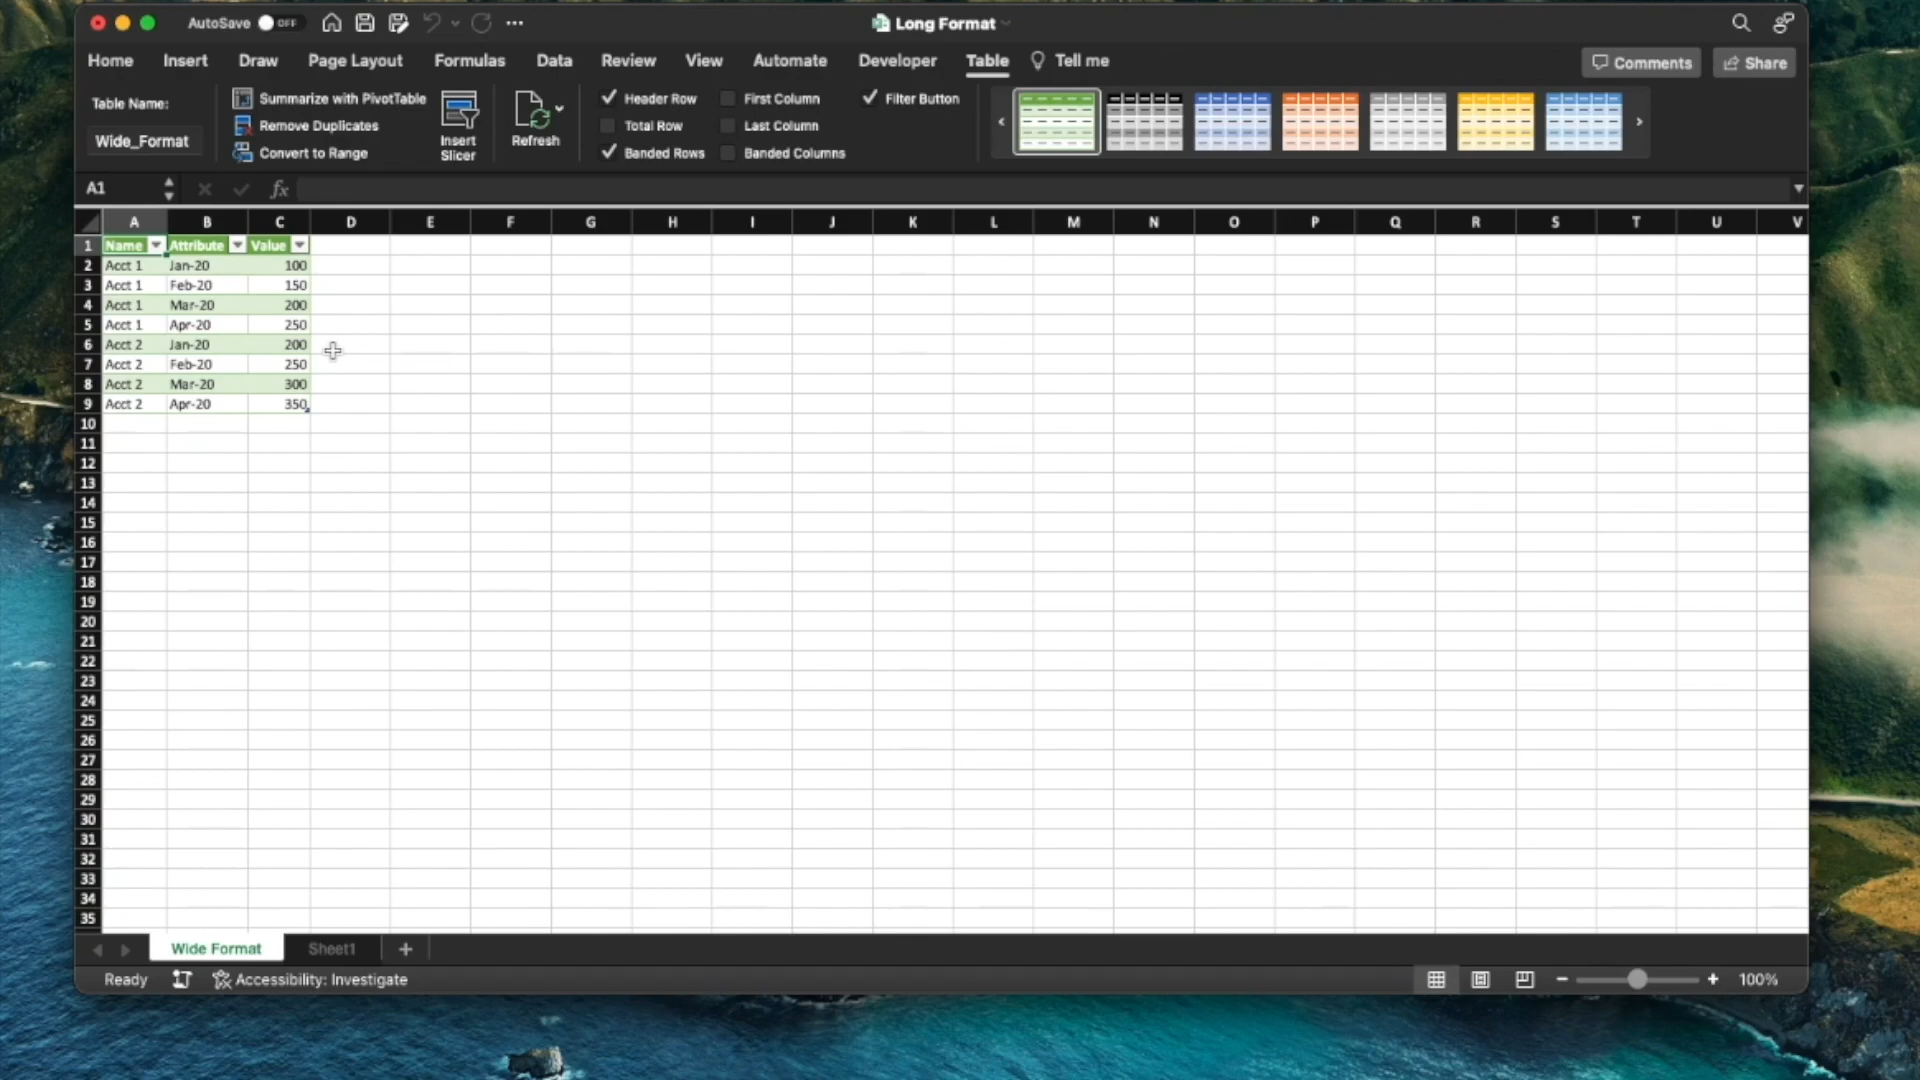 AutoSave OFF ... Long Format
Home Insert Draw Page Layout Formulas Data Review View Automate Developer Table Tell me Comments Share
Table Name: Summarize with PivotTable Header Row First Column Filter Button
Wide_Format Remove Duplicates Insert Slicer Refresh Total Row Last Column
Convert to Range Banded Rows Banded Columns
A1 fx
A B C D E F G H I J K L M N O P Q R S T U V
1 Name Attribute Value
2 Acct 1 Jan-20 100
3 Acct 1 Feb-20 150
4 Acct 1 Mar-20 200
5 Acct 1 Apr-20 250
6 Acct 2 Jan-20 200
7 Acct 2 Feb-20 250
8 Acct 2 Mar-20 300
9 Acct 2 Apr-20 350
10
11
12
13
14
15
16
17
18
19
20
21
22
23
24
25
26
27
28
29
30
31
32
33
34
35
Wide Format Sheet1 +
Ready Accessibility: Investigate − + 100%